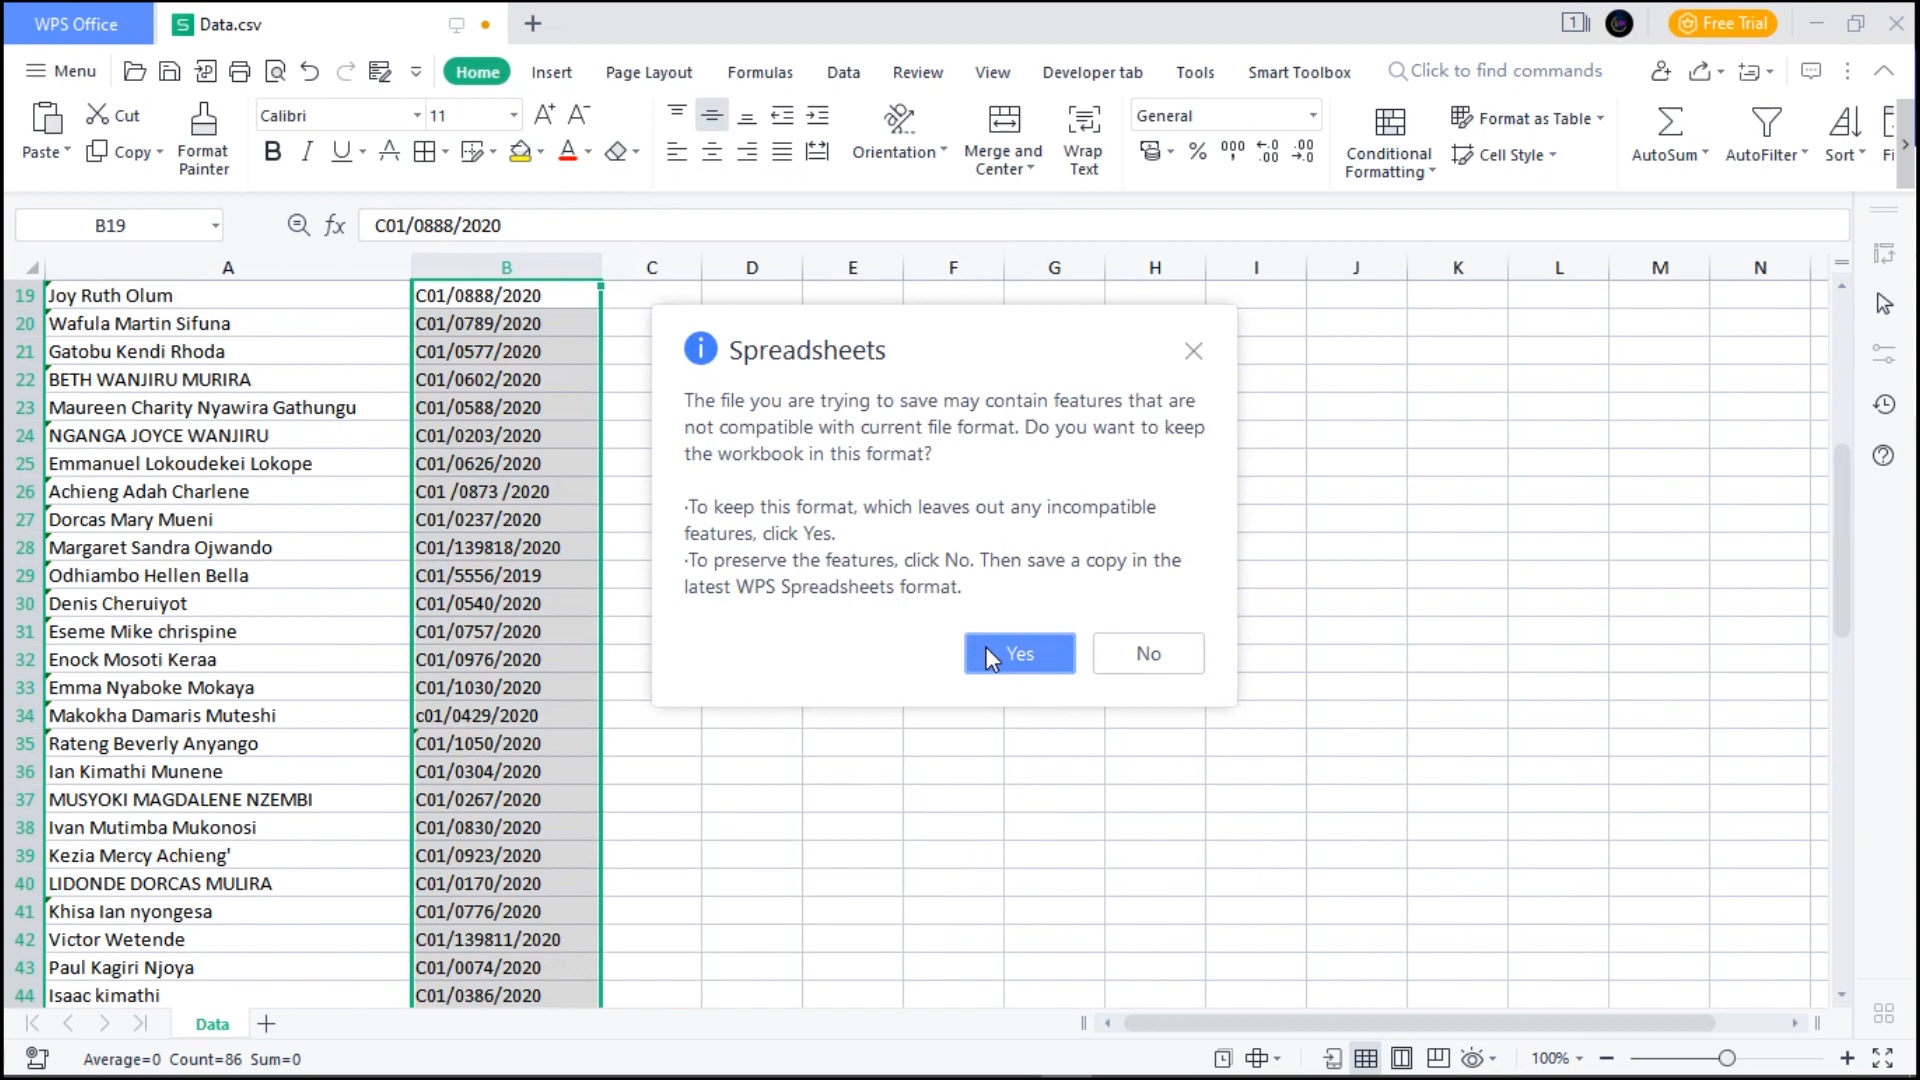 WPS Office
S Data.csv
1
Free Trial
Menu
Home
Insert
Page Layout
Formulas
Data
Review
View
Developer tab
Tools
Smart Toolbox
Click to find commands
Paste
Cut
Copy
Format
Painter
Calibri
11
A+ A-
B I U A
Orientation
Merge and
Center
Wrap
Text
General
% 000 .00 .00
Conditional
Formatting
Format as Table
Cell Style
AutoSum
AutoFilter
Sort
Fi
B19
fx
C01/0888/2020
A B C D E F G H I J K L M N
19 Joy Ruth Olum C01/0888/2020
20 Wafula Martin Sifuna C01/0789/2020
21 Gatobu Kendi Rhoda C01/0577/2020
22 BETH WANJIRU MURIRA C01/0602/2020
23 Maureen Charity Nyawira Gathungu C01/0588/2020
24 NGANGA JOYCE WANJIRU C01/0203/2020
25 Emmanuel Lokoudekei Lokope C01/0626/2020
26 Achieng Adah Charlene C01 /0873 /2020
27 Dorcas Mary Mueni C01/0237/2020
28 Margaret Sandra Ojwando C01/139818/2020
29 Odhiambo Hellen Bella C01/5556/2019
30 Denis Cheruiyot C01/0540/2020
31 Eseme Mike chrispine C01/0757/2020
32 Enock Mosoti Keraa C01/0976/2020
33 Emma Nyaboke Mokaya C01/1030/2020
34 Makokha Damaris Muteshi c01/0429/2020
35 Rateng Beverly Anyango C01/1050/2020
36 Ian Kimathi Munene C01/0304/2020
37 MUSYOKI MAGDALENE NZEMBI C01/0267/2020
38 Ivan Mutimba Mukonosi C01/0830/2020
39 Kezia Mercy Achieng' C01/0923/2020
40 LIDONDE DORCAS MULIRA C01/0170/2020
41 Khisa Ian nyongesa C01/0776/2020
42 Victor Wetende C01/139811/2020
43 Paul Kagiri Njoya C01/0074/2020
44 Isaac kimathi C01/0386/2020
Spreadsheets
The file you are trying to save may contain features that are
not compatible with current file format. Do you want to keep
the workbook in this format?
·To keep this format, which leaves out any incompatible
features, click Yes.
·To preserve the features, click No. Then save a copy in the
latest WPS Spreadsheets format.
Yes
No
Data
Average=0 Count=86 Sum=0
100%